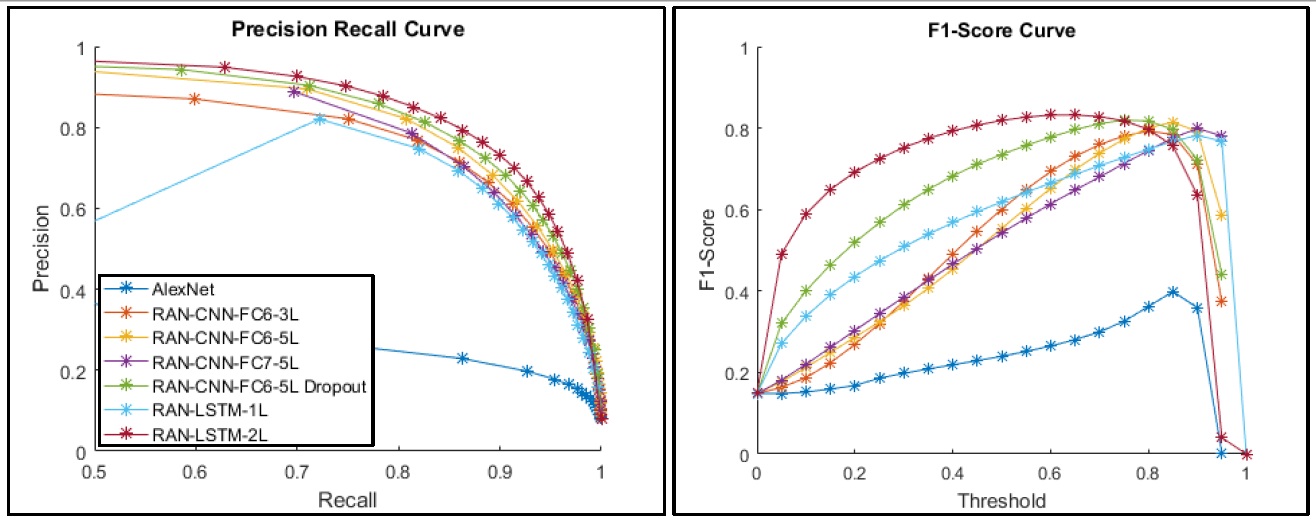 Precision Recall Curve
1
0.8
0.6
0.4
0.2
0
Precision
0.5
0.6
0.7
0.8
0.9
1
Recall
AlexNet
RAN-CNN-FC6-3L
RAN-CNN-FC6-5L
RAN-CNN-FC7-5L
RAN-CNN-FC6-5L Dropout
RAN-LSTM-1L
RAN-LSTM-2L
F1-Score Curve
1
0.8
0.6
0.4
0.2
0
F1-Score
0
0.2
0.4
0.6
0.8
1
Threshold